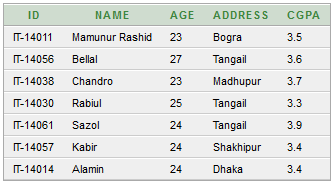 ID NAME AGE ADDRESS CGPA
IT-14011 Mamunur Rashid 23 Bogra 3.5
IT-14056 Bellal 27 Tangail 3.6
IT-14038 Chandro 23 Madhupur 3.7
IT-14030 Rabiul 25 Tangail 3.3
IT-14061 Sazol 24 Tangail 3.9
IT-14057 Kabir 24 Shakhipur 3.4
IT-14014 Alamin 24 Dhaka 3.4